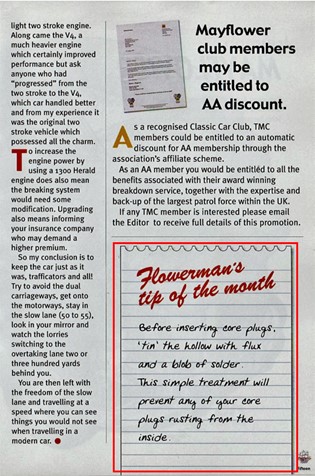 light two stroke engine.
Along came the V4, a
much heavier engine
which certainly improved
performance but ask
anyone who had
"progressed" from the
two stroke to the V4,
which car handled better
and from my experience it
was the original two
stroke vehicle which
possessed all the charm.
To increase the
engine power by
using a 1300 Herald
engine does also mean
the breaking system
would need some
modification. Upgrading
also means informing
your insurance company
who may demand a
higher premium.
So my conclusion is to
keep the car just as it
was, trafficators and all!
Try to avoid the dual
carriageways, get onto
the motorways, stay in
the slow lane (50 to 55),
look in your mirror and
watch the lorries
switching to the
overtaking lane two or
three hundred yards
behind you.
You are then left with
the freedom of the slow
lane and travelling at a
speed where you can see
things you would not see
when travelling in a
modern car.
Mayflower
club members
may be
entitled to
AA discount.
As a recognised Classic Car Club, TMC
members could be entitled to an automatic
discount for AA membership through the
association's affiliate scheme.
As an AA member you would be entitled to all the
benefits associated with their award winning
breakdown service, together with the expertise and
back-up of the largest patrol force within the UK.
If any TMC member is interested please email
the Editor to receive full details of this promotion.
Flowerman's
tip of the month
Before inserting core plugs,
'tin' the hollow with flux
and a blob of solder.
This simple treatment will
prevent any of your core
plugs rusting from the
inside.
fifteen